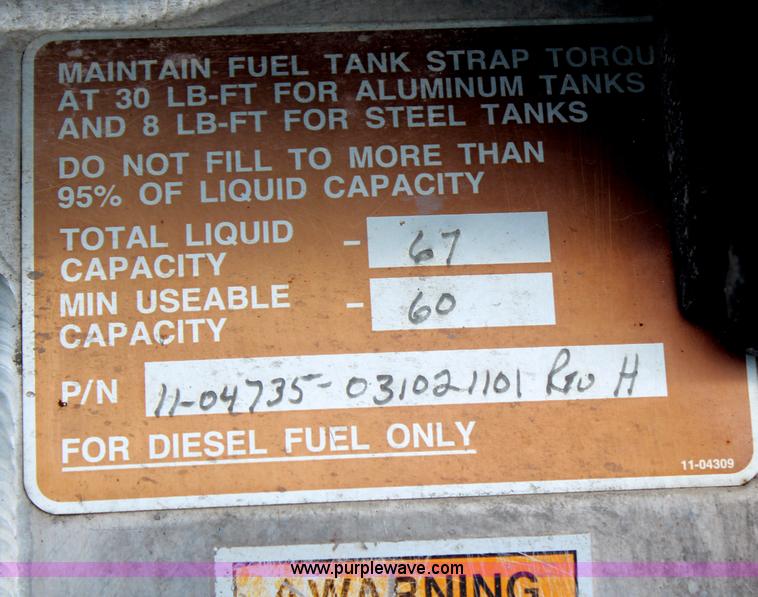 MAINTAIN FUEL TANK STRAP TORQU
AT 30 LB-FT FOR ALUMINUM TANKS
AND 8 LB-FT FOR STEEL TANKS
DO NOT FILL TO MORE THAN
95% OF LIQUID CAPACITY
TOTAL LIQUID CAPACITY - 67
MIN USEABLE CAPACITY - 60
P/N 11-04735-031021101 Rev H
FOR DIESEL FUEL ONLY
11-04309
WARNING
www.purplewave.com